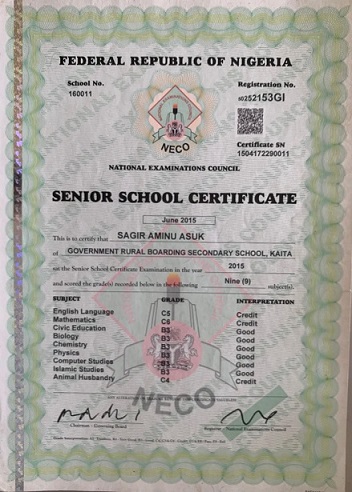 FEDERAL REPUBLIC OF NIGERIA
School No. Registration No.
160011 2153GI
Certificate SN
1504172290011
NECO
NATIONAL EXAMINATIONS COUNCIL
SENIOR SCHOOL CERTIFICATE
June 2015
This is to certify that SAGIR AMINU ASUK
of GOVERNMENT RURAL BOARDING SECONDARY SCHOOL, KAITA
on the Senior School Certificate Examination in the year 2015
and scored the grade(s) recorded below in the following Nine (9) subject(s).
SUBJECT GRADE INTERPRETATION
English Language C5 Credit
Mathematics C6 Credit
Civic Education B3 Good
Biology B3 Good
Chemistry B3 Good
Physics B3 Good
Computer Studies B3 Good
Islamic Studies B3 Good
Animal Husbandry C4 Credit
NECO
Chairman - Governing Board Registrar - National Examinations Council